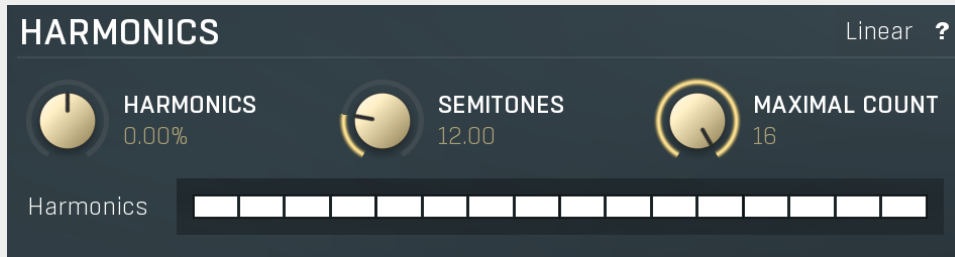 HARMONICS
Linear ?
HARMONICS
0.00%
SEMITONES
12.00
MAXIMAL COUNT
16
Harmonics